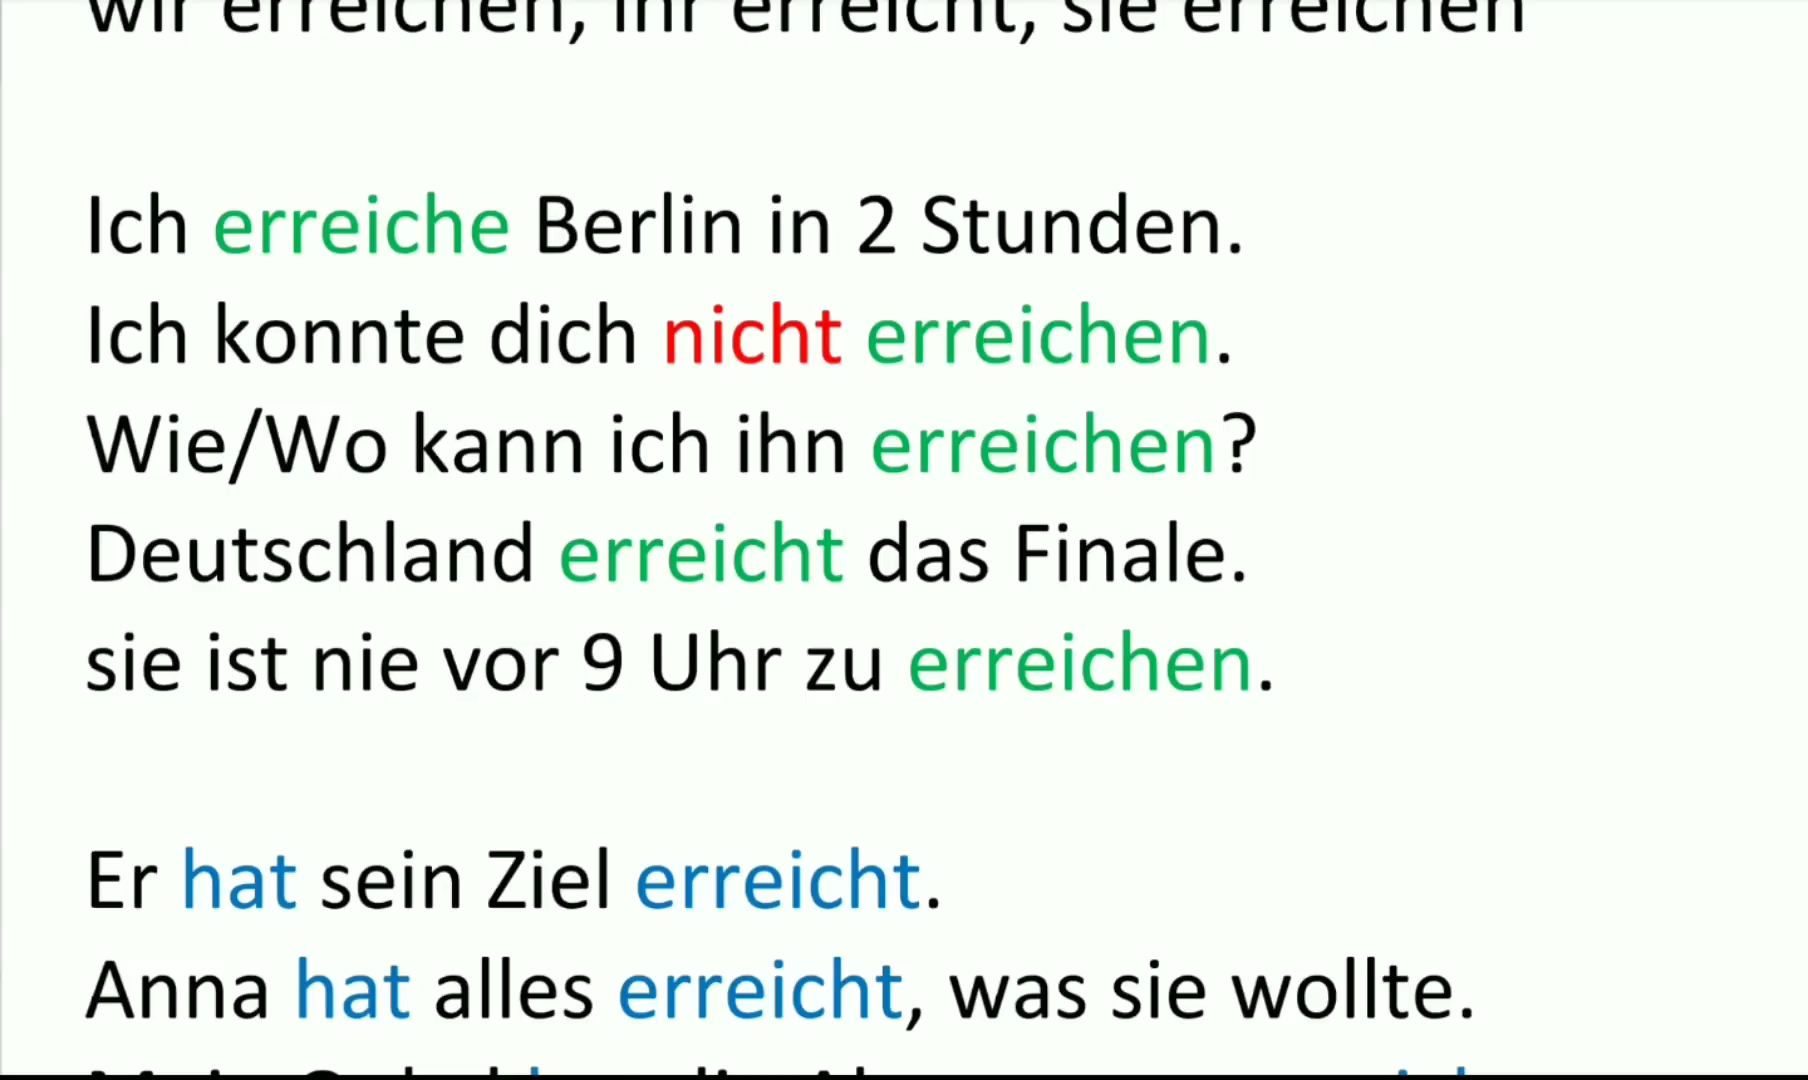 wir erreichen, ihr erreicht, sie erreichen
Ich erreiche Berlin in 2 Stunden.
Ich konnte dich nicht erreichen.
Wie/Wo kann ich ihn erreichen?
Deutschland erreicht das Finale.
sie ist nie vor 9 Uhr zu erreichen.
Er hat sein Ziel erreicht.
Anna hat alles erreicht, was sie wollte.